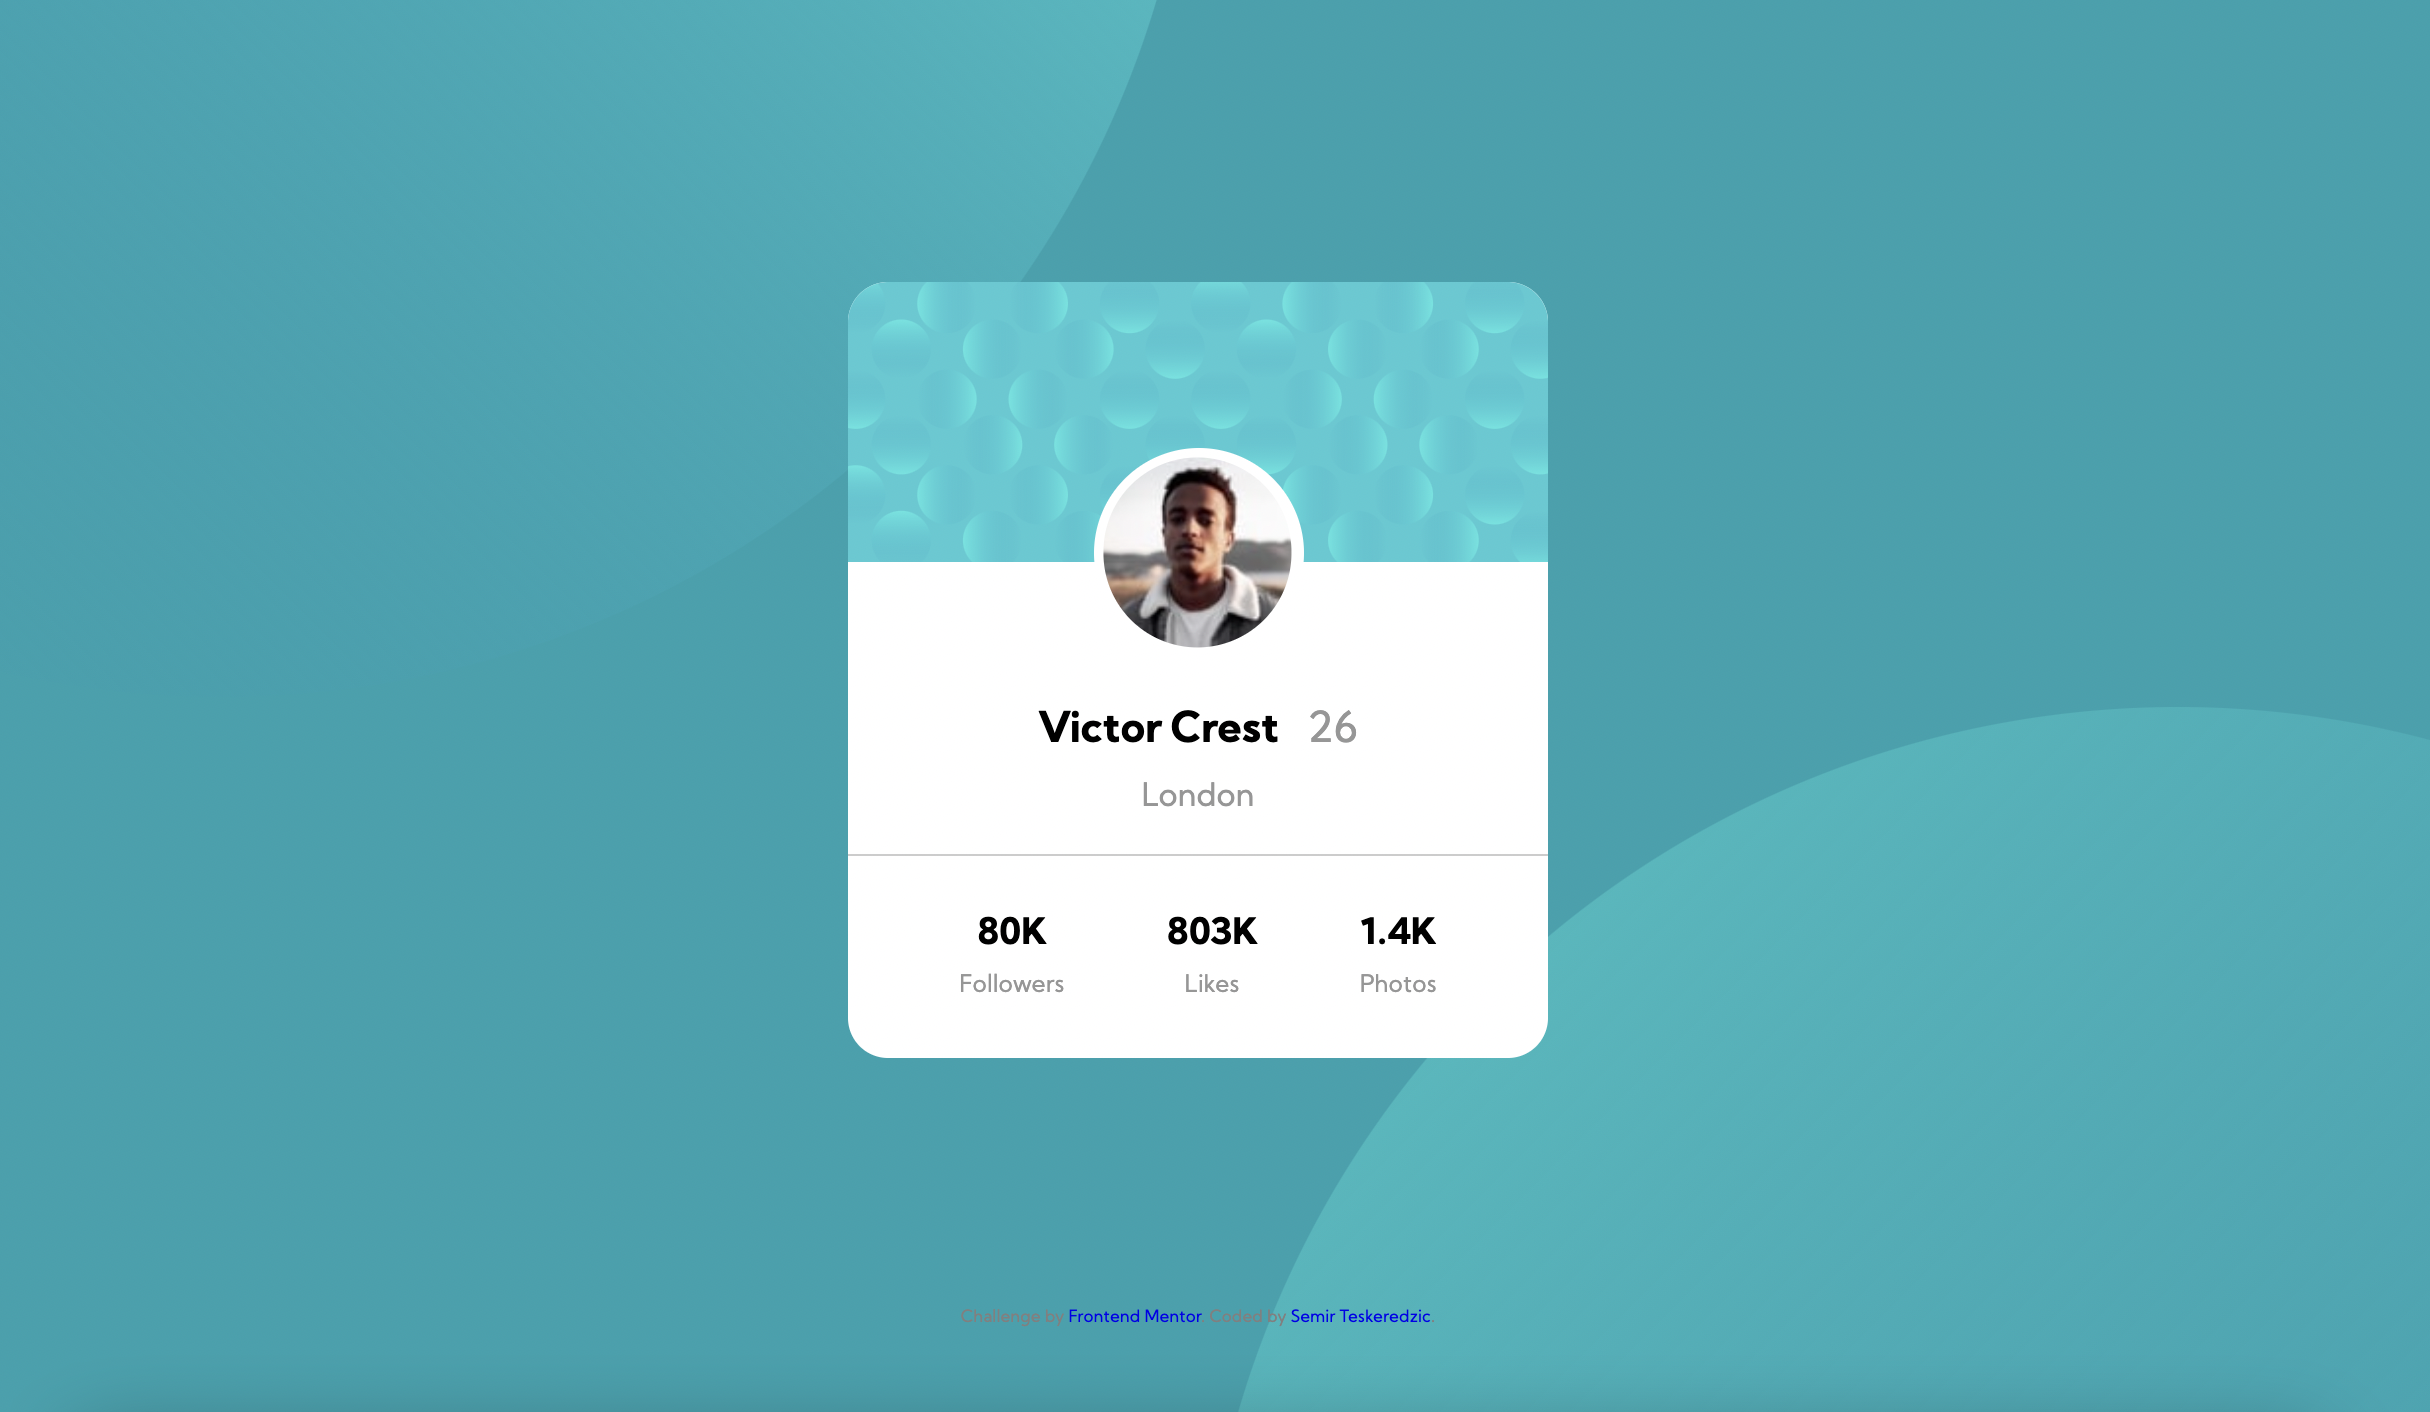 Victor Crest 26
London
80K 803K 1.4K
Followers Likes Photos
Challenge by Frontend Mentor. Coded by Semir Teskeredzic.